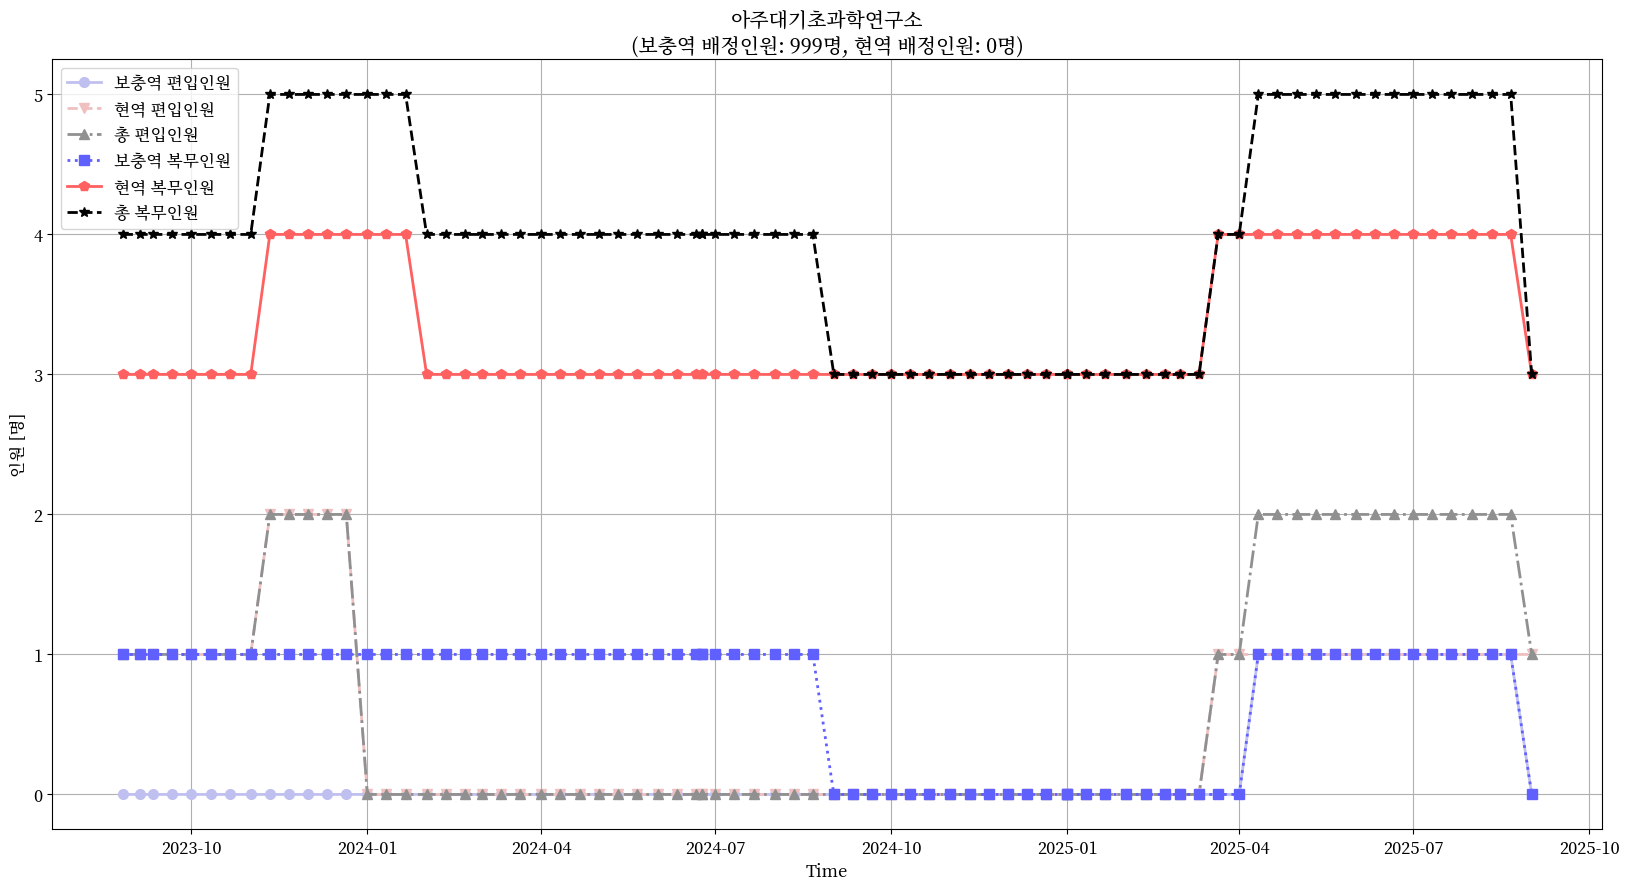 아주대기초과학연구소
(보충역 배정인원: 999명, 현역 배정인원: 0명)
보충역 편입인원
현역 편입인원
총 편입인원
보충역 복무인원
현역 복무인원
총 복무인원
5
4
3
2
1
0
인원 [명]
2023-10
2024-01
2024-04
2024-07
2024-10
2025-01
2025-04
2025-07
2025-10
Time